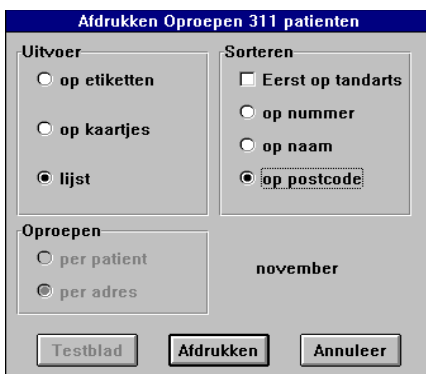 Afdrukken Oproepen 311 patienten
Uitvoer
op etiketten
op kaartjes
lijst
Sorteren
Eerst op tandarts
op nummer
op naam
op postcode
Oproepen
per patient
per adres
november
Testblad
Afdrukken
Annuleer